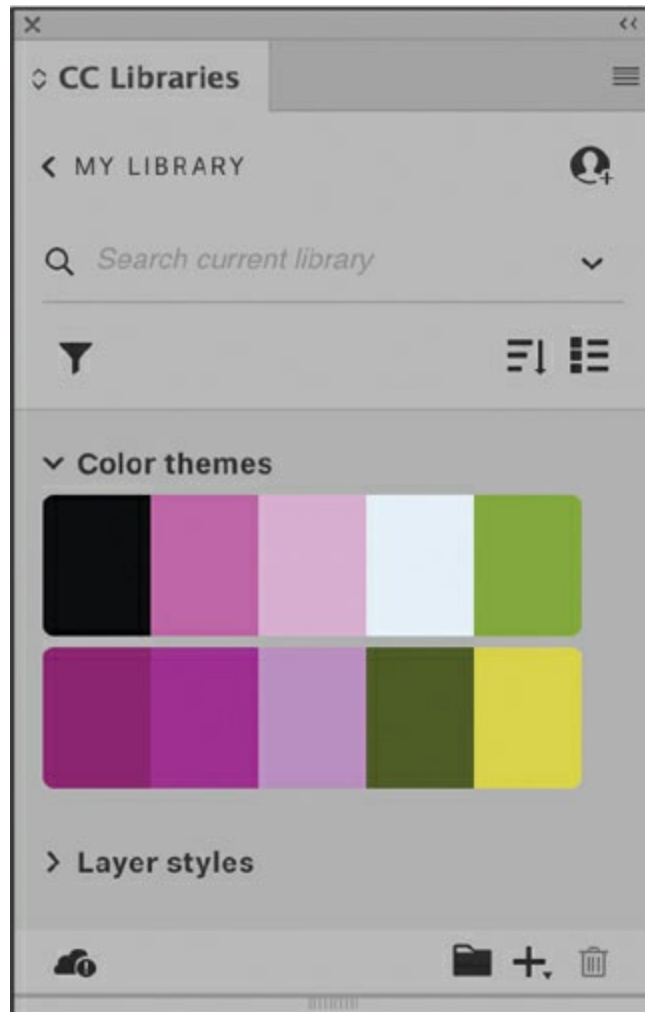 CC Libraries
MY LIBRARY
Search current library
Color themes
Layer styles